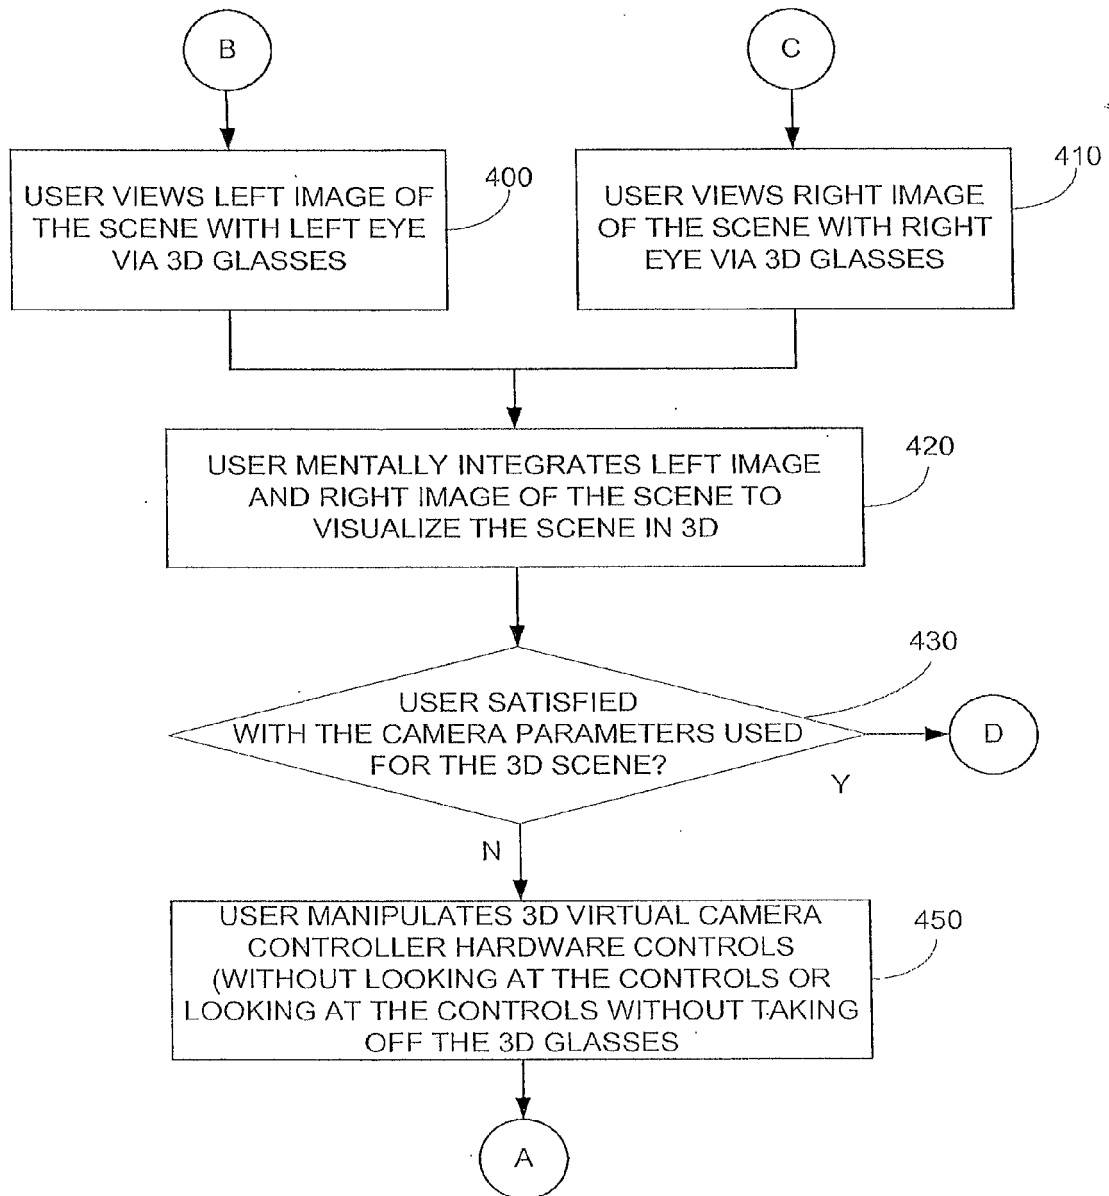 B
C
USER VIEWS LEFT IMAGE OF
THE SCENE WITH LEFT EYE
VIA 3D GLASSES
400
USER VIEWS RIGHT IMAGE
OF THE SCENE WITH RIGHT
EYE VIA 3D GLASSES
410
USER MENTALLY INTEGRATES LEFT IMAGE
AND RIGHT IMAGE OF THE SCENE TO
VISUALIZE THE SCENE IN 3D
420
USER SATISFIED
WITH THE CAMERA PARAMETERS USED
FOR THE 3D SCENE?
430
D
Y
N
USER MANIPULATES 3D VIRTUAL CAMERA
CONTROLLER HARDWARE CONTROLS
(WITHOUT LOOKING AT THE CONTROLS OR
LOOKING AT THE CONTROLS WITHOUT TAKING
OFF THE 3D GLASSES
450
A